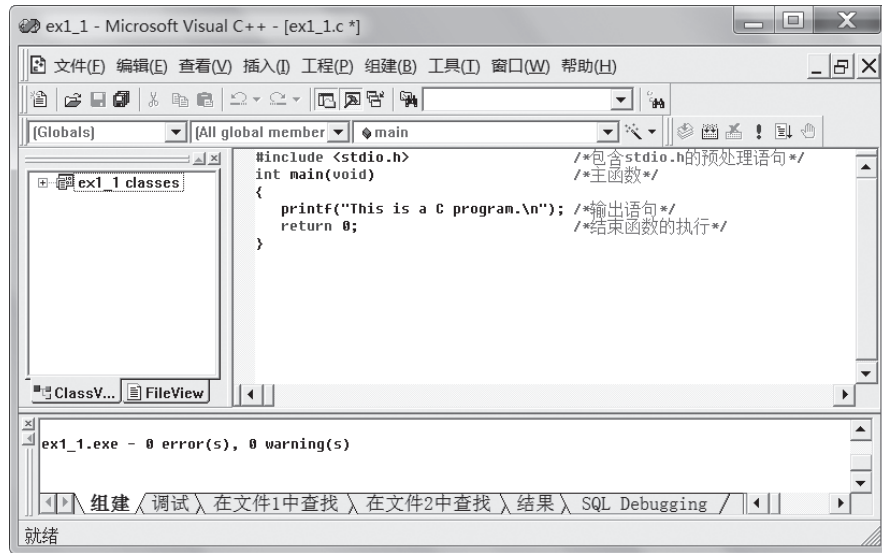 ex1_1 - Microsoft Visual C++ - [ex1_1.c *]
文件(F) 编辑(E) 查看(V) 插入(I) 工程(P) 组建(B) 工具(T) 窗口(W) 帮助(H)
(Globals) (All global member main
ex1_1 classes
#include <stdio.h> /*包含stdio.h的预处理语句*/
int main(void) /*主函数*/
{
printf("This is a C program.\n"); /*输出语句*/
return 0; /*结束函数的执行*/
}
ClassV... FileView
ex1_1.exe - 0 error(s), 0 warning(s)
组建 调试 在文件1中查找 在文件2中查找 结果 SQL Debugging
就绪